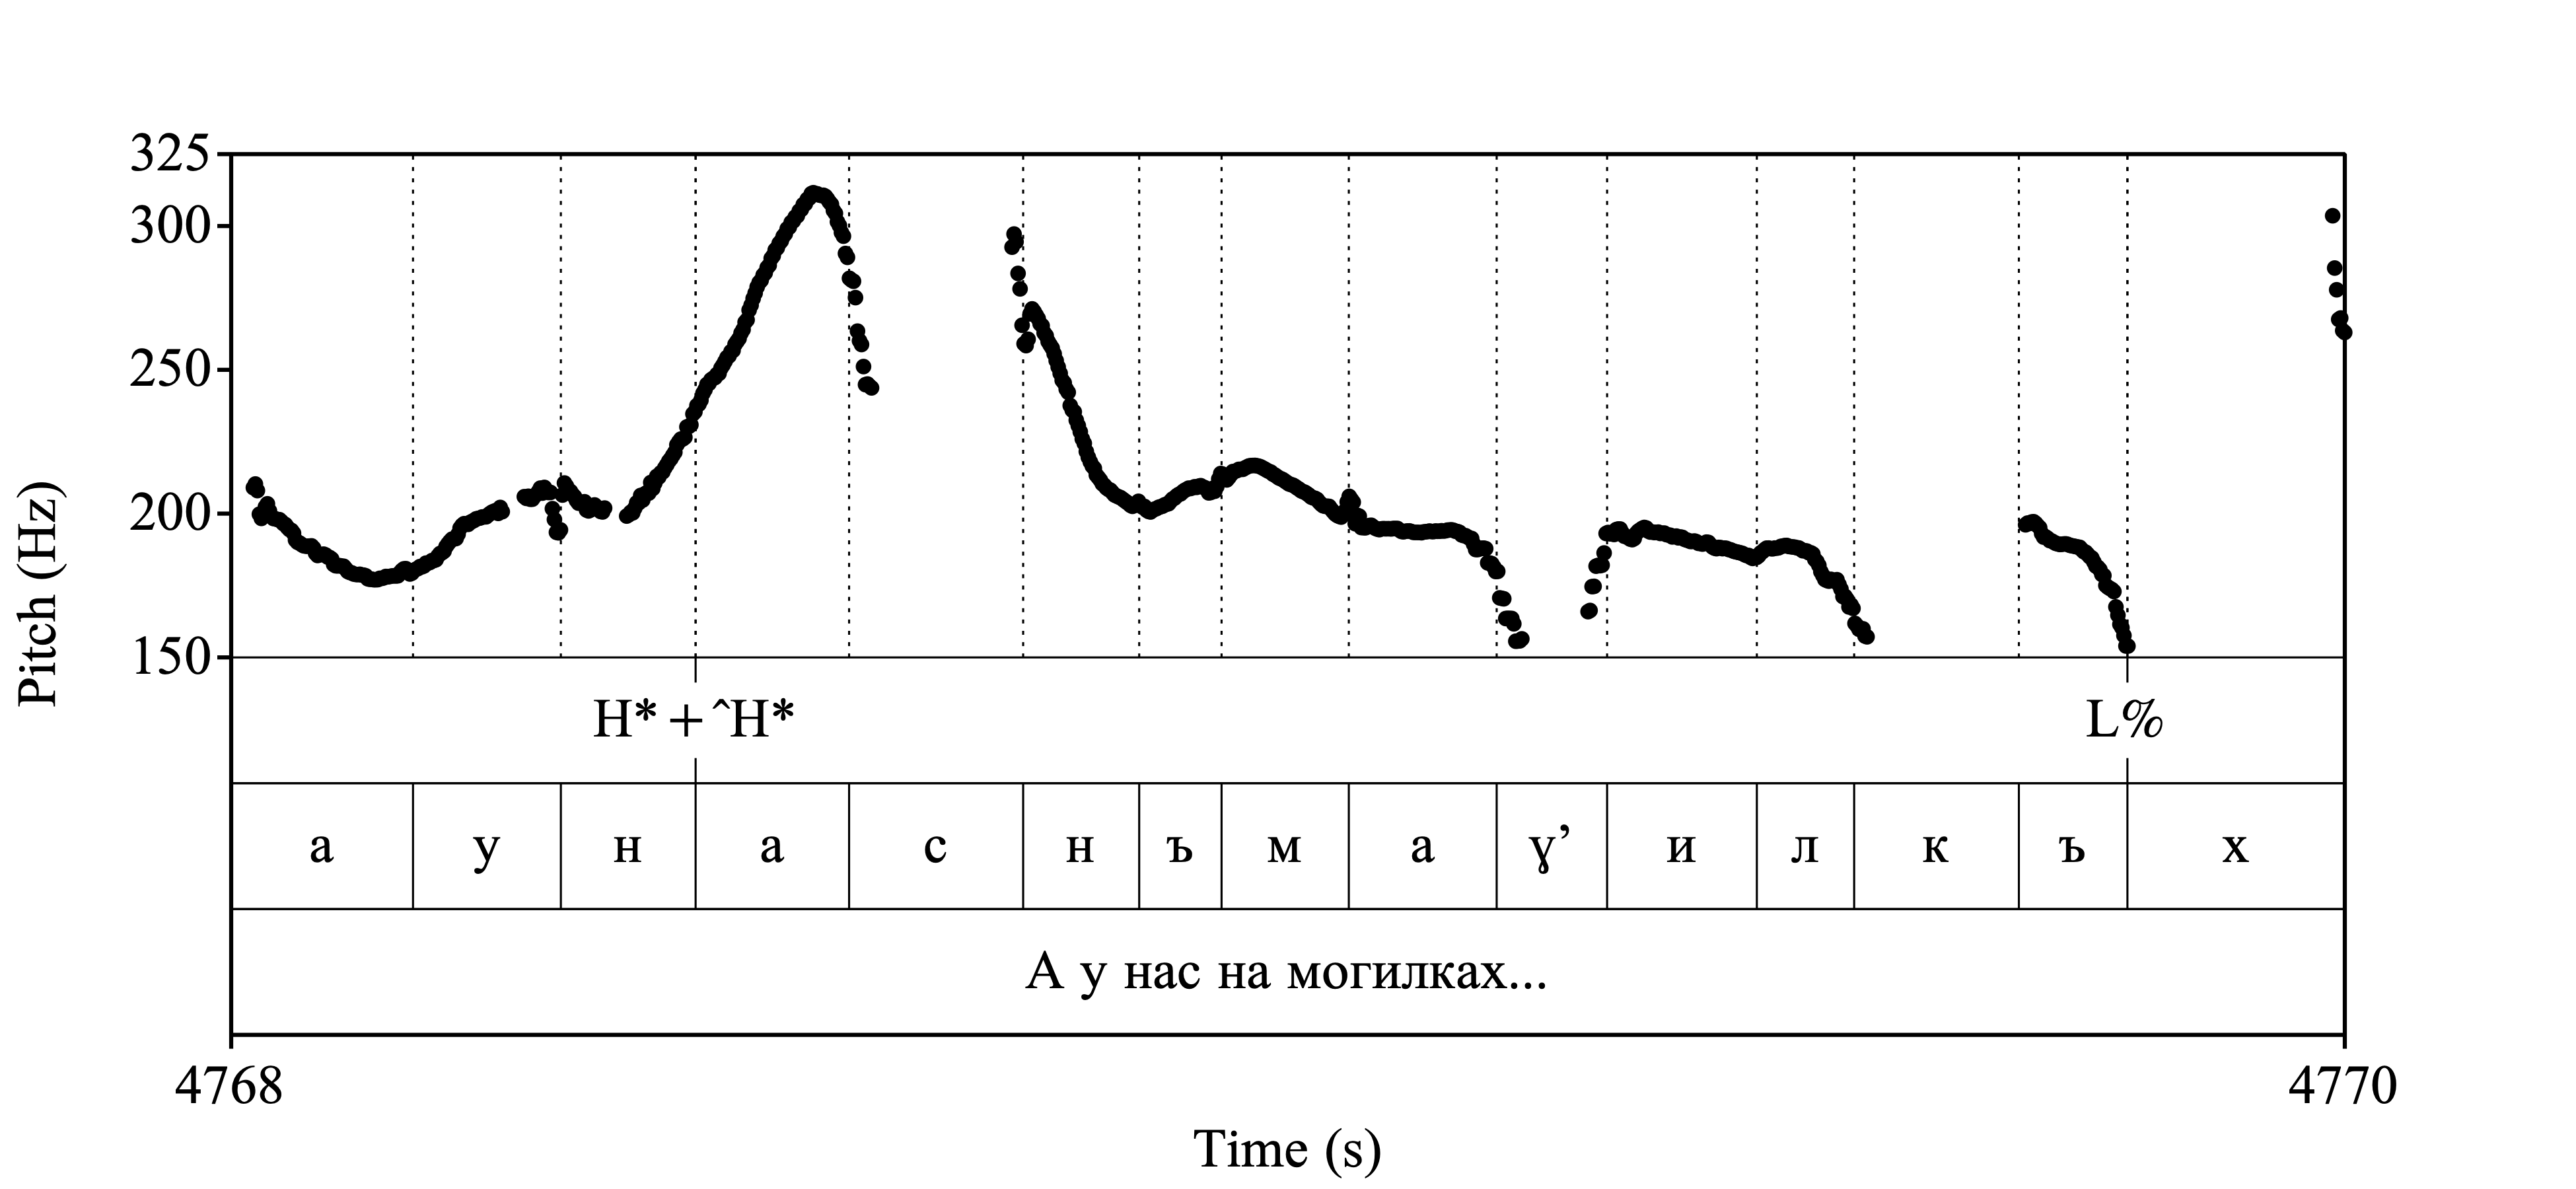 325
300
250
200
150
Pitch (Hz)
H* + ^H* L%
а у н а с н ъ м а ɣ’ и л к ъ х
А у нас на могилках...
4768 4770
Time (s)